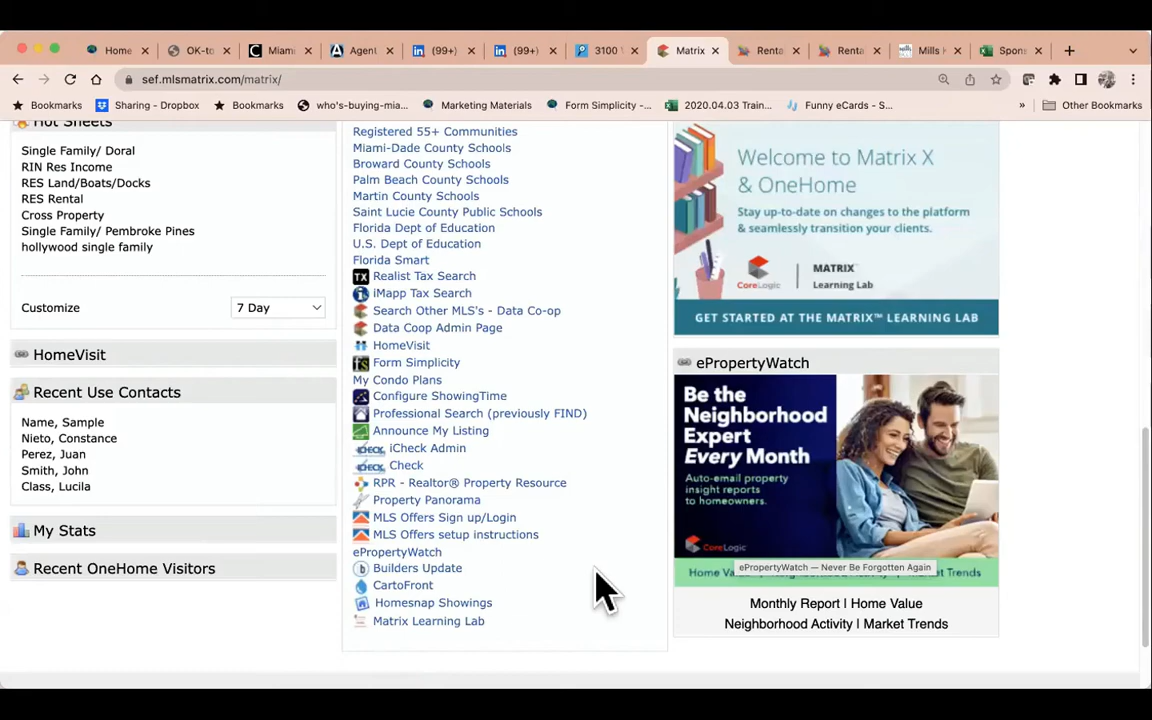 Home
OK-to
Miami
Agent
(99+)
(99+)
3100
Matrix
Renta
Renta
Mills
Spons
sef.mlsmatrix.com/matrix/
Bookmarks
Sharing - Dropbox
Bookmarks
who's-buying-mia...
Marketing Materials
Form Simplicity -...
2020.04.03 Train...
Funny eCards - S...
»
Other Bookmarks
Hot Sheets
Single Family/ Doral
RIN Res Income
RES Land/Boats/Docks
RES Rental
Cross Property
Single Family/ Pembroke Pines
hollywood single family
Customize
7 Day
HomeVisit
Recent Use Contacts
Name, Sample
Nieto, Constance
Perez, Juan
Smith, John
Class, Lucila
My Stats
Recent OneHome Visitors
Registered 55+ Communities
Miami-Dade County Schools
Broward County Schools
Palm Beach County Schools
Martin County Schools
Saint Lucie County Public Schools
Florida Dept of Education
U.S. Dept of Education
Florida Smart
TX Realist Tax Search
iMapp Tax Search
Search Other MLS's - Data Co-op
Data Coop Admin Page
HomeVisit
fs Form Simplicity
My Condo Plans
Configure ShowingTime
Professional Search (previously FIND)
Announce My Listing
iCheck Admin
Check
RPR - Realtor® Property Resource
Property Panorama
MLS Offers Sign up/Login
MLS Offers setup instructions
ePropertyWatch
Builders Update
CartoFront
Homesnap Showings
Matrix Learning Lab
Welcome to Matrix X
& OneHome
Stay up-to-date on changes to the platform
& seamlessly transition your clients.
CoreLogic
MATRIX™
Learning Lab
GET STARTED AT THE MATRIX™ LEARNING LAB
ePropertyWatch
Be the
Neighborhood
Expert
Every Month
Auto-email property
insight reports
to homeowners.
CoreLogic
ePropertyWatch — Never Be Forgotten Again
Monthly Report | Home Value
Neighborhood Activity | Market Trends